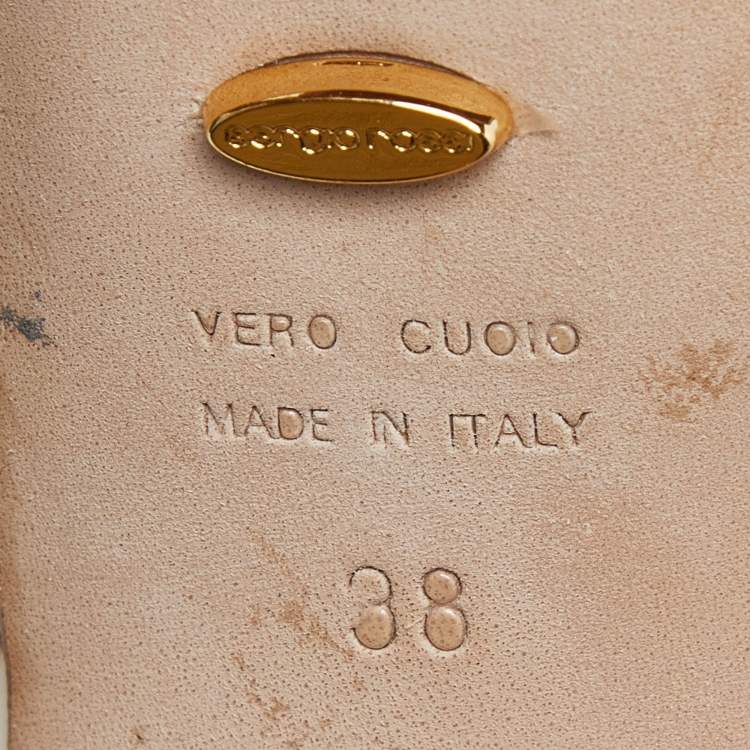 sergio rossi
VERO CUOIO
MADE IN ITALY
38